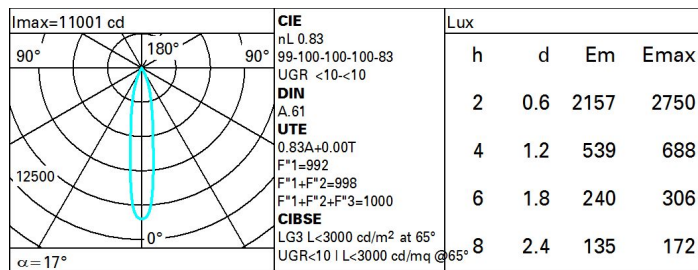 Imax=11001 cd
90°
180°
90°
12500
0°
α=17°
CIE
nL 0.83
99-100-100-100-83
UGR <10-<10
DIN
A.61
UTE
0.83A+0.00T
F"1=992
F"1+F"2=998
F"1+F"2+F"3=1000
CIBSE
LG3 L<3000 cd/m² at 65°
UGR<10 | L<3000 cd/mq @65°
Lux
h d Em Emax
2 0.6 2157 2750
4 1.2 539 688
6 1.8 240 306
8 2.4 135 172